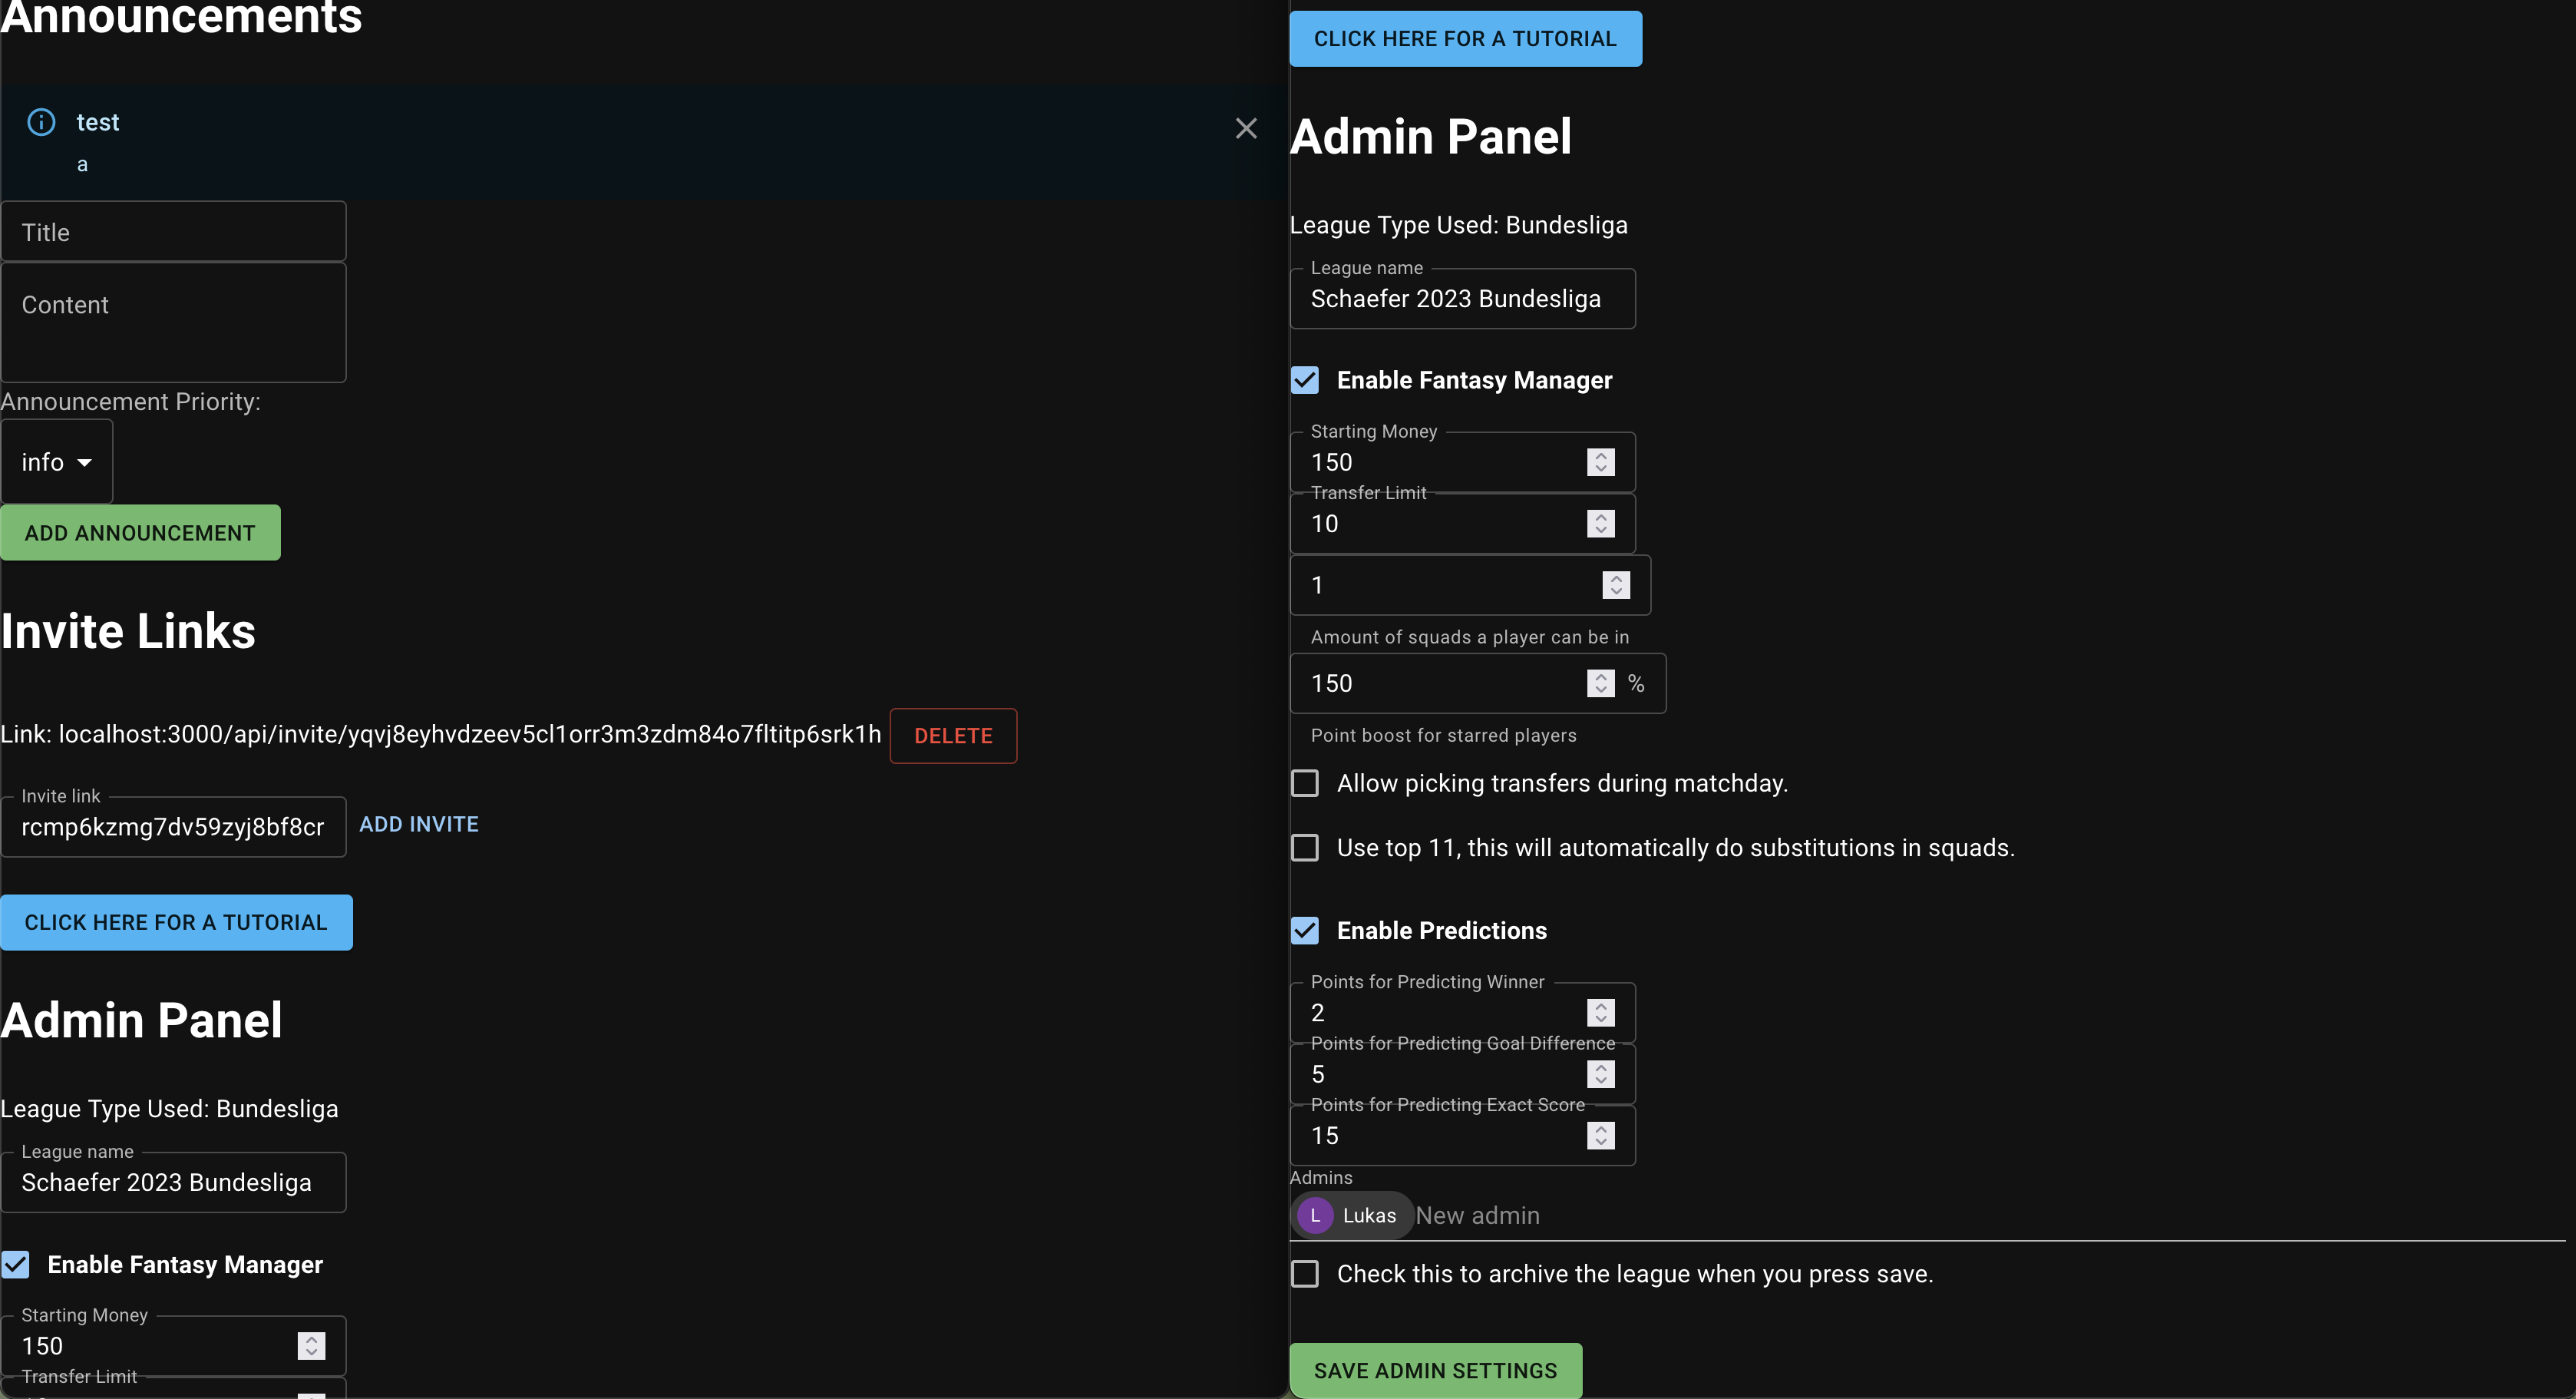 Announcements
test
a
Title
Content
Announcement Priority:
info
ADD ANNOUNCEMENT
Invite Links
Link: localhost:3000/api/invite/yqvj8eyhvdzeev5cl1orr3m3zdm84o7fltitp6srk1h DELETE
Invite link
rcmp6kzmg7dv59zyj8bf8cr ADD INVITE
CLICK HERE FOR A TUTORIAL
Admin Panel
League Type Used: Bundesliga
League name
Schaefer 2023 Bundesliga
Enable Fantasy Manager
Starting Money
150
Transfer Limit
CLICK HERE FOR A TUTORIAL
Admin Panel
League Type Used: Bundesliga
League name
Schaefer 2023 Bundesliga
Enable Fantasy Manager
Starting Money
150
Transfer Limit
10
1
Amount of squads a player can be in
150 %
Point boost for starred players
Allow picking transfers during matchday.
Use top 11, this will automatically do substitutions in squads.
Enable Predictions
Points for Predicting Winner
2
Points for Predicting Goal Difference
5
Points for Predicting Exact Score
15
Admins
L Lukas New admin
Check this to archive the league when you press save.
SAVE ADMIN SETTINGS